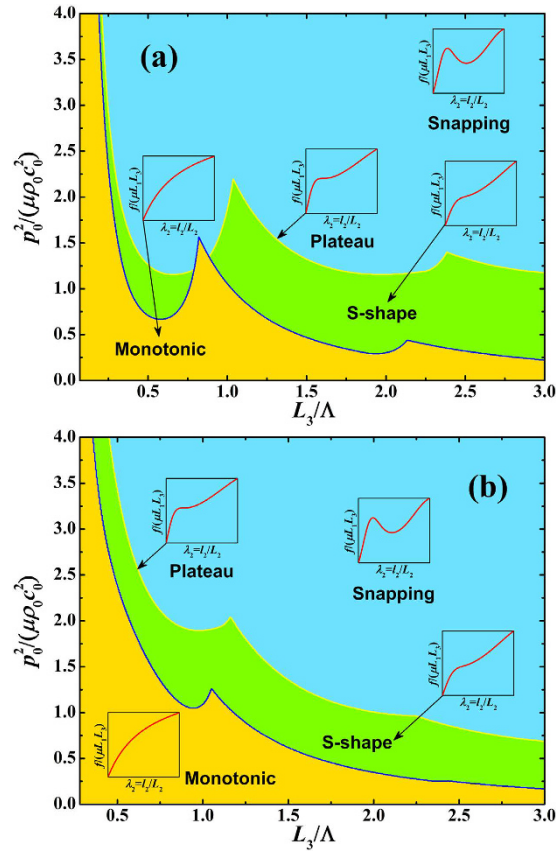 (a)
p₀²/(μρ₀c₀²)
4.0
3.5
3.0
2.5
2.0
1.5
1.0
0.5
0.0
f/(μL₁L₃)
λ₂=l₂/L₂
Snapping
f/(μL₁L₃)
λ₂=l₂/L₂
f/(μL₁L₃)
λ₂=l₂/L₂
Plateau
f/(μL₁L₃)
λ₂=l₂/L₂
S-shape
Monotonic
0.5 1.0 1.5 2.0 2.5 3.0
L₃/Λ
(b)
p₀²/(μρ₀c₀²)
4.0
3.5
3.0
2.5
2.0
1.5
1.0
0.5
0.0
f/(μL₁L₃)
λ₂=l₂/L₂
Plateau
f/(μL₁L₃)
λ₂=l₂/L₂
Snapping
f/(μL₁L₃)
λ₂=l₂/L₂
S-shape
f/(μL₁L₃)
λ₂=l₂/L₂
Monotonic
0.5 1.0 1.5 2.0 2.5 3.0
L₃/Λ